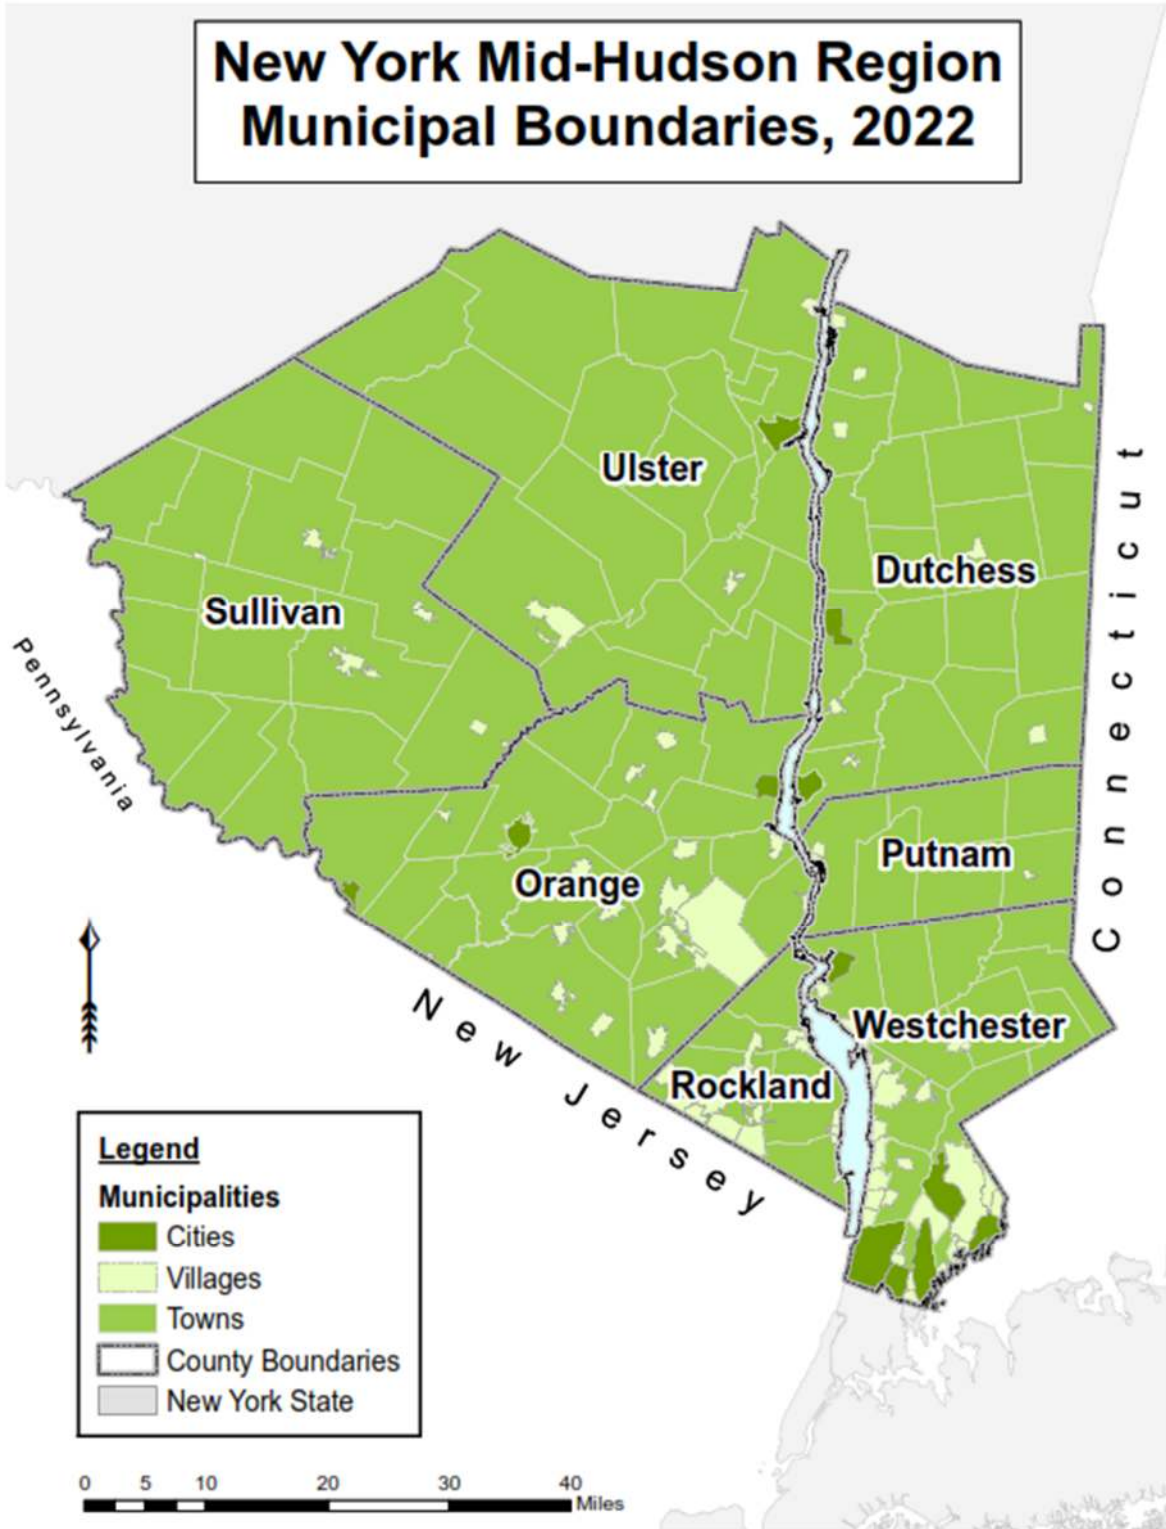 New York Mid-Hudson Region
Municipal Boundaries, 2022
Ulster
Dutchess
Sullivan
Connecticut
Pennsylvania
Putnam
Orange
Westchester
Rockland
New Jersey
Legend
Municipalities
Cities
Villages
Towns
County Boundaries
New York State
0 5 10 20 30 40
Miles